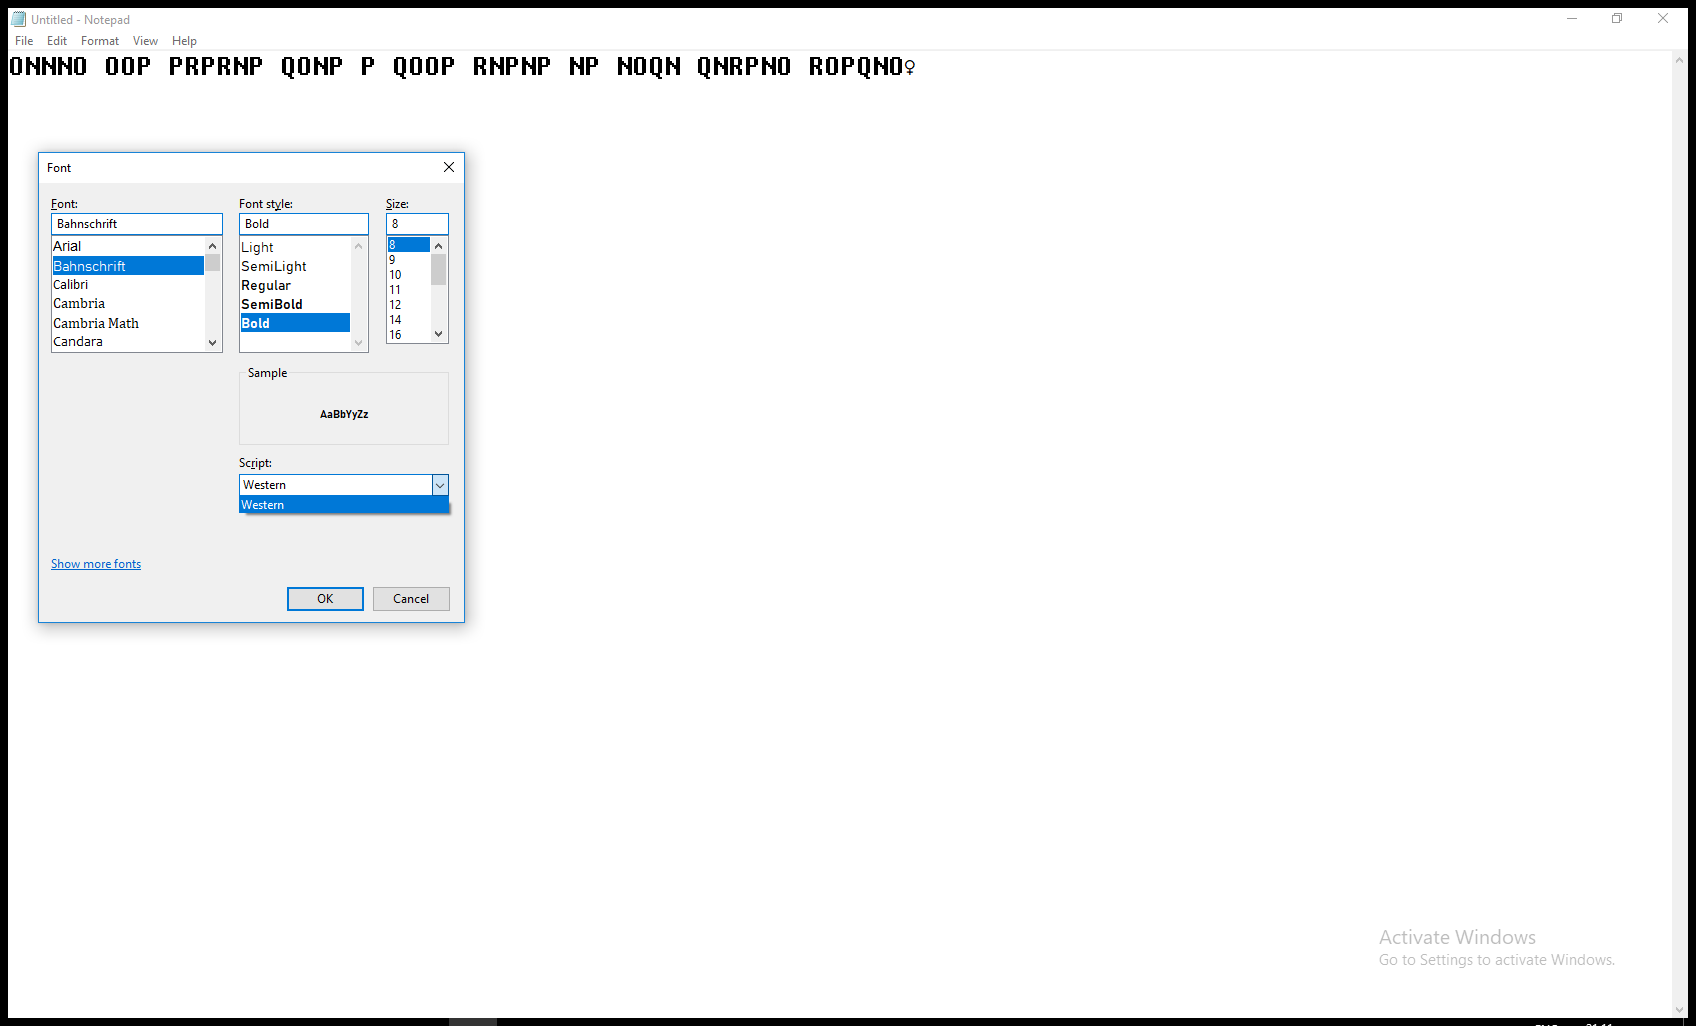 Untitled - Notepad
File Edit Format View Help
ONNNO OOP PRPRNP QONP P QOOP RNPNP NP NOQN QNRPNO ROPQNO♀
Font
Font: Font style: Size:
Bahnschrift Bold 8
Arial Light 8
Bahnschrift SemiLight 9
Calibri Regular 10
Cambria SemiBold 11
Cambria Math Bold 12
Candara 14
16
Sample
AaBbYyZz
Script:
Western
Western
Show more fonts
OK Cancel
Activate Windows
Go to Settings to activate Windows.